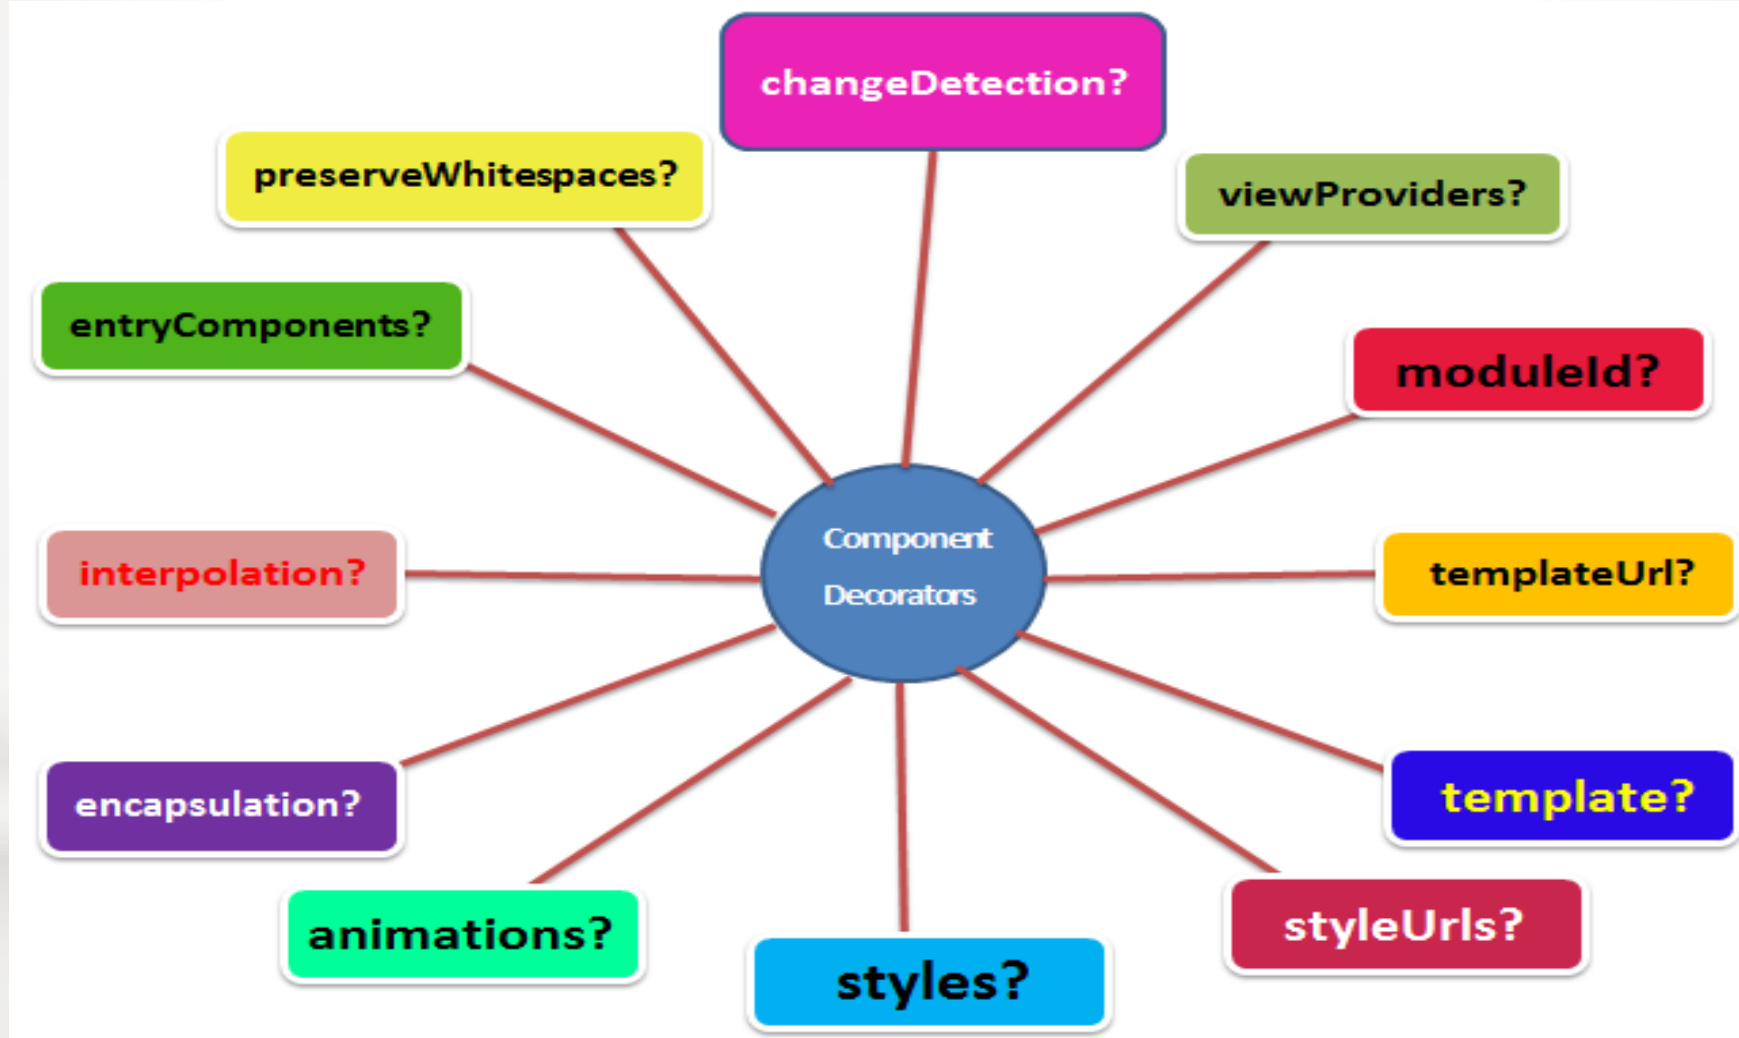 changeDetection?
preserveWhitespaces?
viewProviders?
entryComponents?
moduleId?
Component
Decorators
interpolation?
templateUrl?
encapsulation?
template?
animations?
styleUrls?
styles?